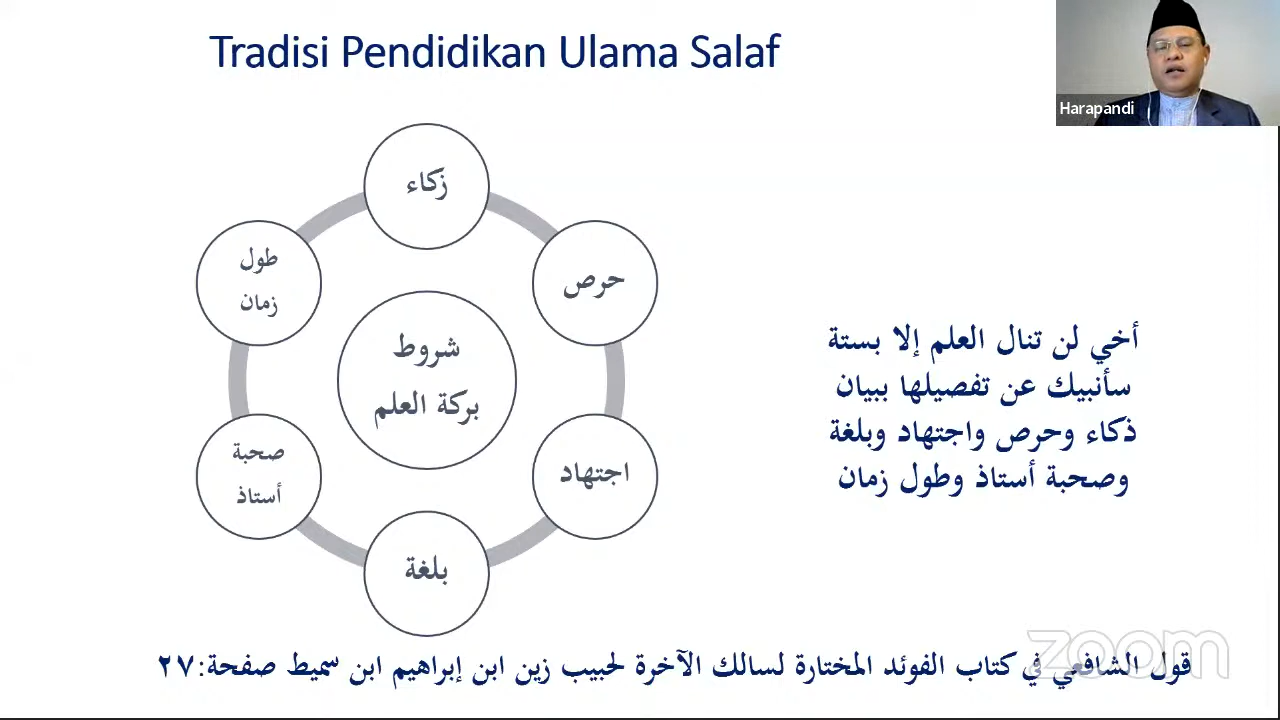 Tradisi Pendidikan Ulama Salaf
Harapandi
زكاء
حرص
اجتهاد
بلغة
صحبة
أستاذ
طول
زمان
شروط
بركة العلم
أخي لن تنال العلم إلا بستة
سأنبيك عن تفصيلها ببيان
ذكاء وحرص واجتهاد وبلغة
وصحبة أستاذ وطول زمان
zoom
قول الشافعي في كتاب الفوئد المختارة لسالك الآخرة لحبيب زين ابن إبراهيم ابن سميط صفحة:٢٧